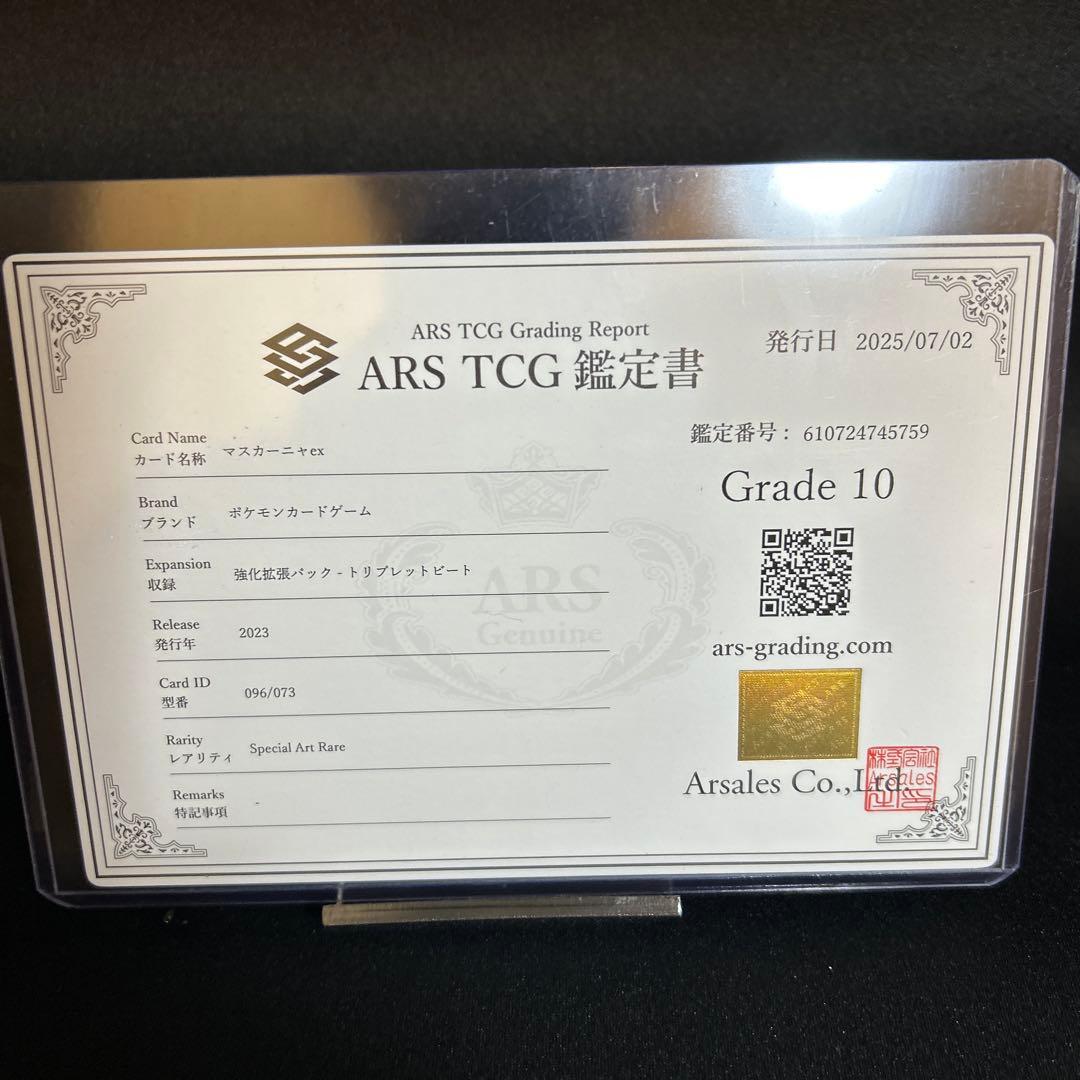 ARS TCG Grading Report
ARS TCG 鑑定書
発行日 2025/07/02
Card Name
カード名称 マスカーニャex
Brand
ブランド ポケモンカードゲーム
Expansion
収録 強化拡張パック - トリプレットビート
Release
発行年 2023
Card ID
型番 096/073
Rarity
レアリティ Special Art Rare
Remarks
特記事項 -
ARS
Genuine
鑑定番号： 610724745759
Grade 10
ars-grading.com
Arsales Co.,Ltd.
株式会社
Arsales